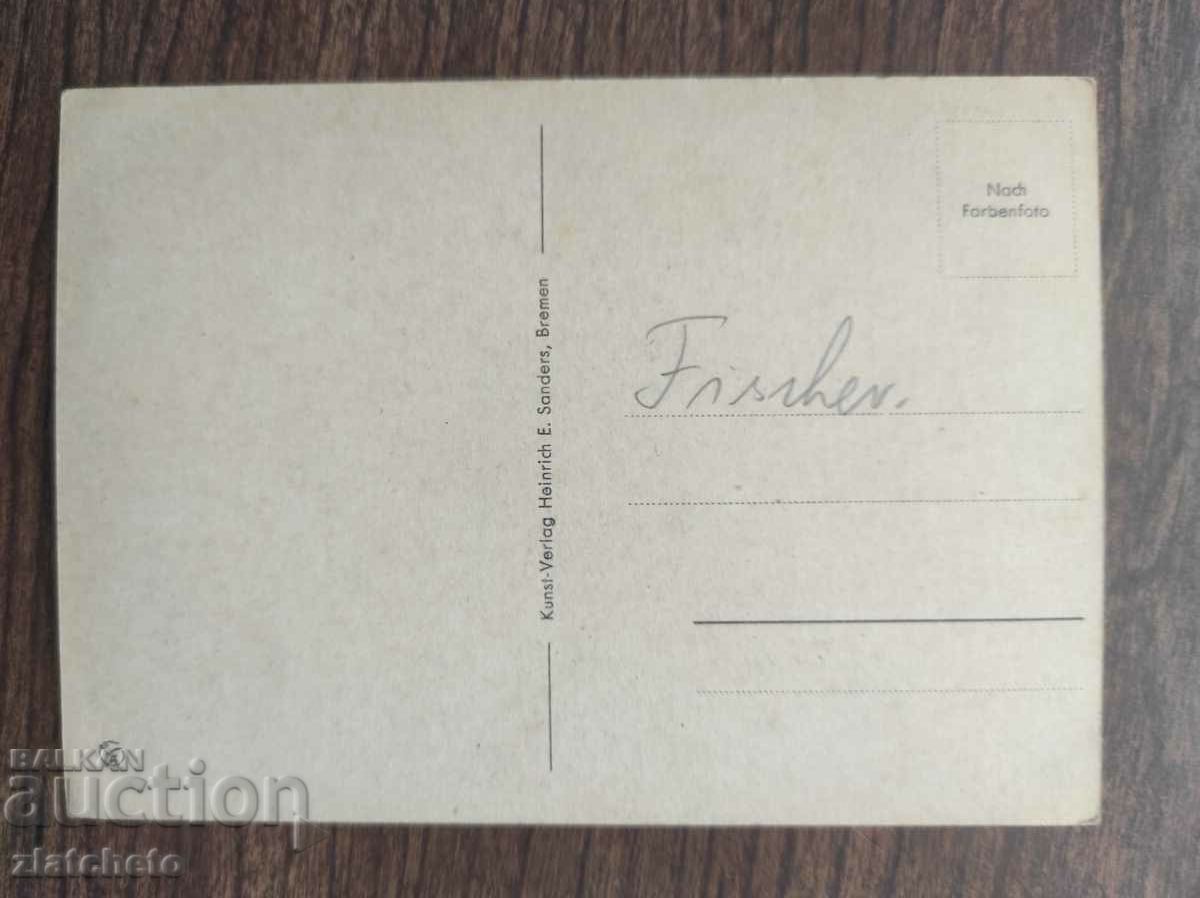 Nach
Farbenfoto
Fischer.
Kunst-Verlag Heinrich E. Sanders, Bremen
BALKAN
auction
zlatcheto